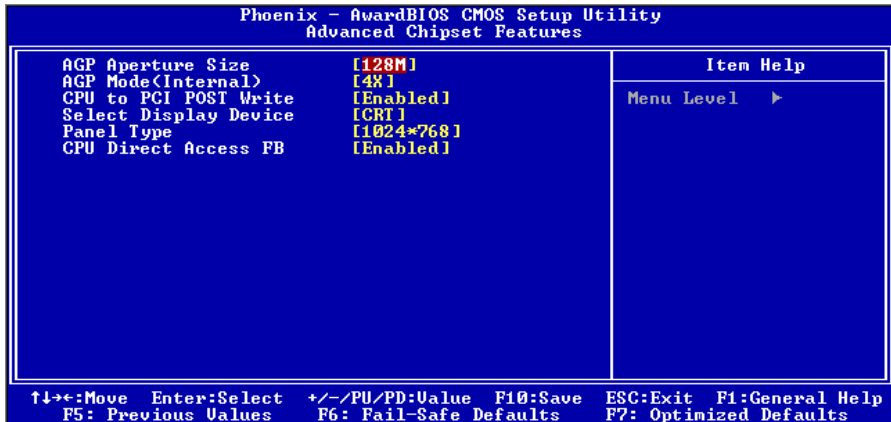 Phoenix - AwardBIOS CMOS Setup Utility
Advanced Chipset Features
AGP Aperture Size [128M]
AGP Mode(Internal) [4X]
CPU to PCI POST Write [Enabled]
Select Display Device [CRT]
Panel Type [1024*768]
CPU Direct Access FB [Enabled]
Item Help
Menu Level ►
↑↓→←:Move Enter:Select +/-/PU/PD:Value F10:Save ESC:Exit F1:General Help
F5: Previous Values F6: Fail-Safe Defaults F7: Optimized Defaults